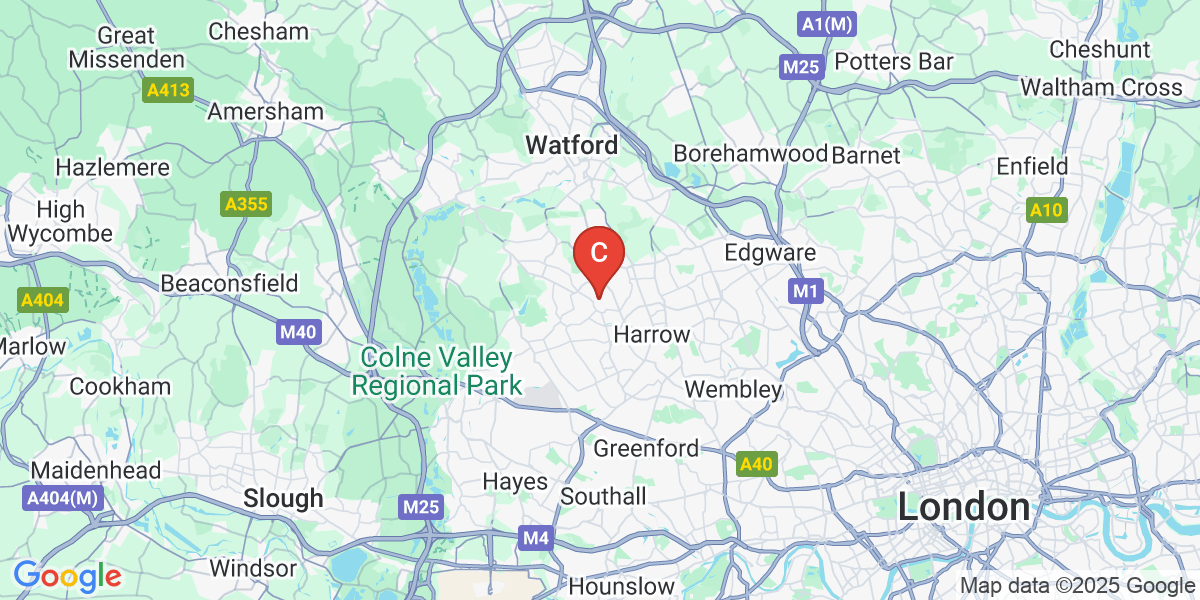 Great
Missenden
Chesham
A1(M)
Cheshunt
M25
Potters Bar
A413
Waltham Cross
Amersham
Watford
Borehamwood
Barnet
Hazlemere
Enfield
A355
High
Wycombe
A10
C
Edgware
Beaconsfield
M1
A404
M40
Harrow
Marlow
Colne Valley
Regional Park
Cookham
Wembley
Greenford
A40
Maidenhead
Hayes
Southall
A404(M)
Slough
M25
London
M4
Windsor
Google
Hounslow
Map data ©2025 Google